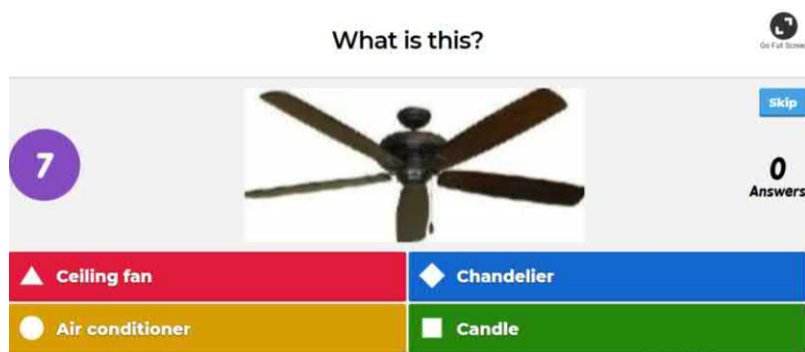 What is this?
Go Full Screen
Skip
7
0
Answers
Ceiling fan
Chandelier
Air conditioner
Candle